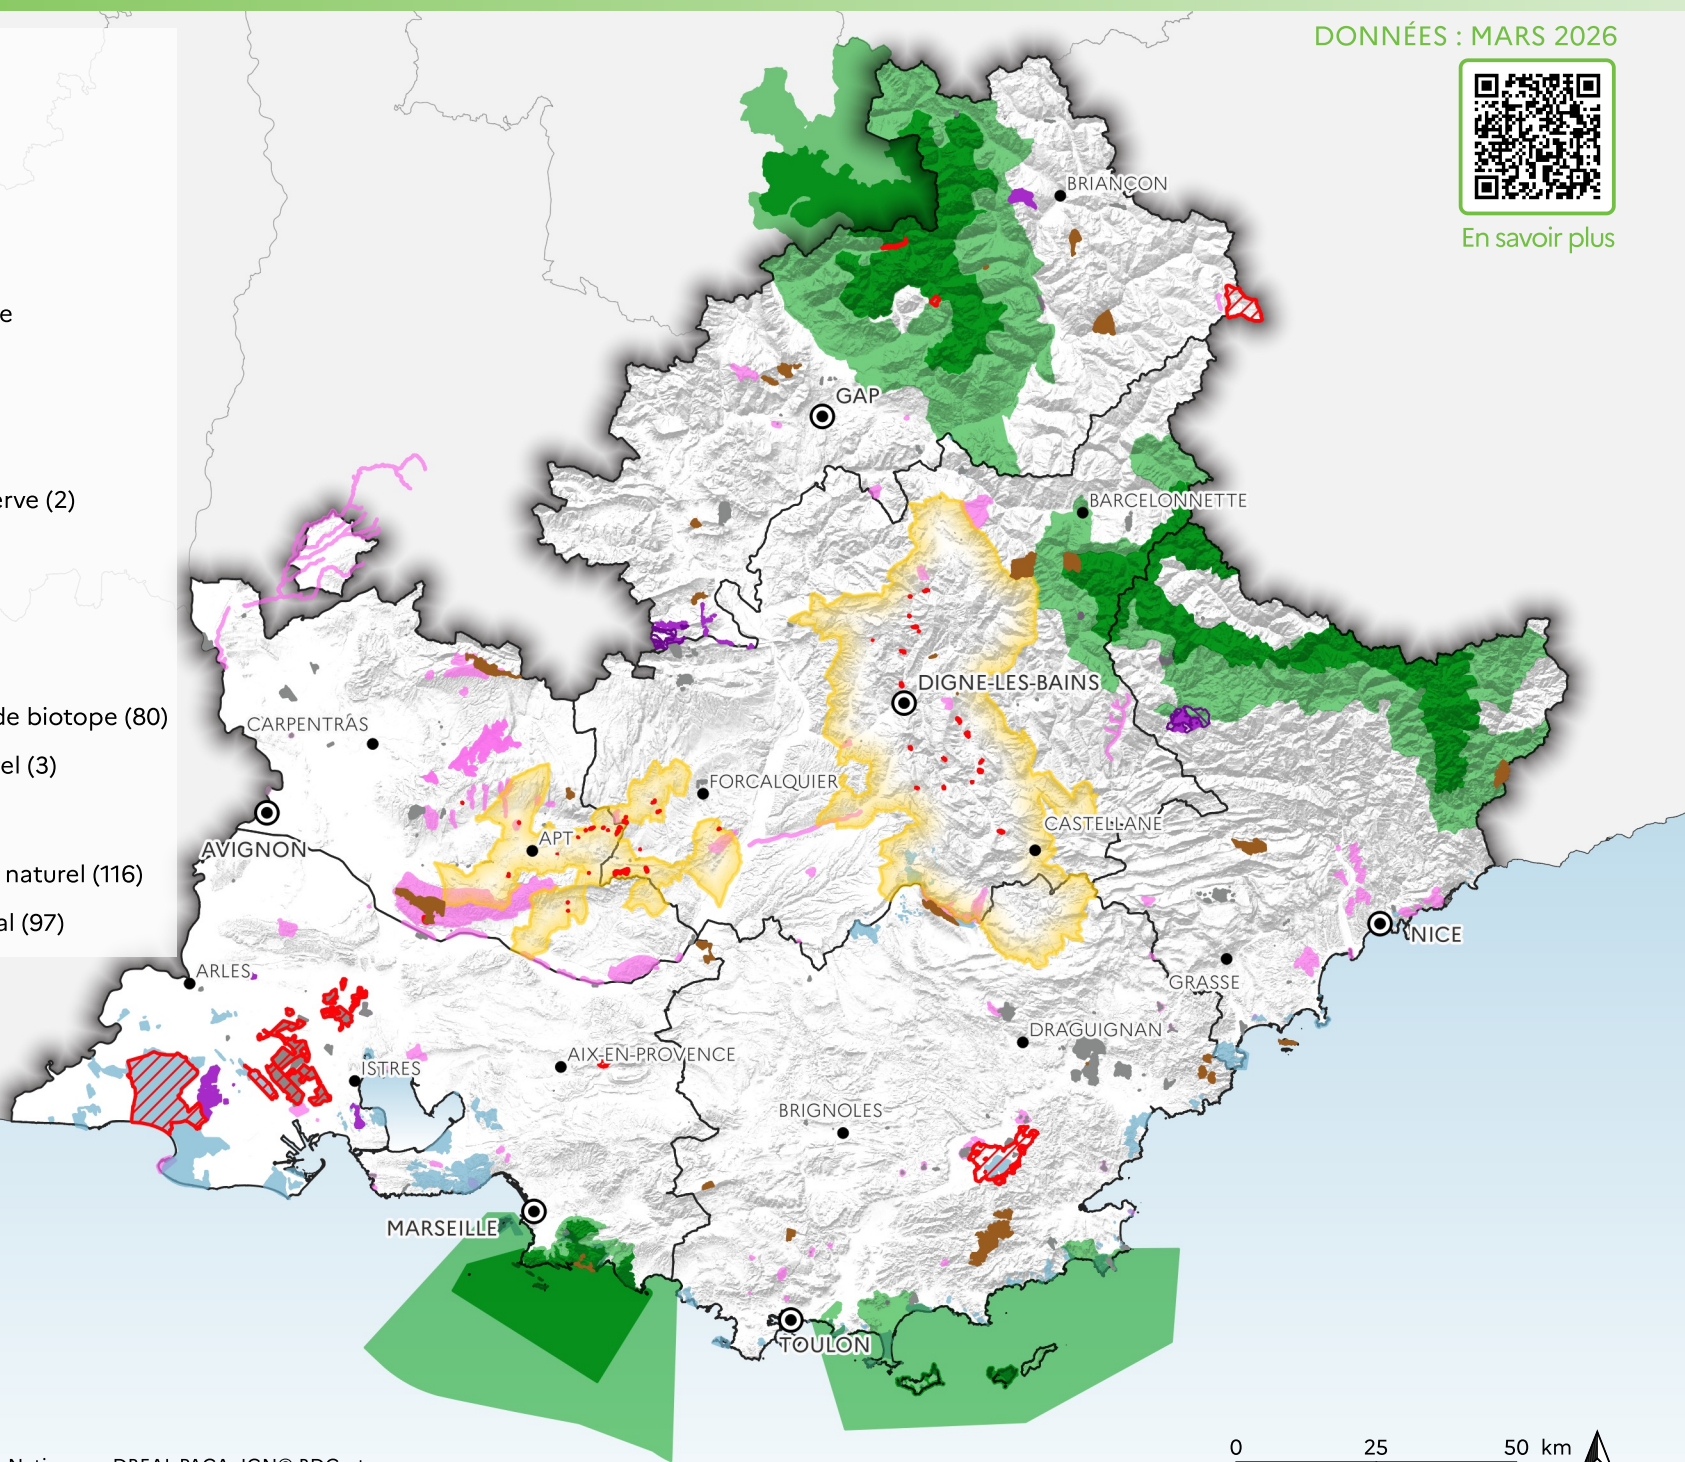 DONNÉES : MARS 2026
En savoir plus
e
erve (2)
de biotope (80)
el (3)
naturel (116)
al (97)
BRIANÇON
GAP
BARCELONNETTE
DIGNE-LES-BAINS
CARPENTRAS
FORCALQUIER
AVIGNON
APT
CASTELLANE
NICE
ARLES
GRASSE
DRAGUIGNAN
ISTRES
AIX-EN-PROVENCE
BRIGNOLES
MARSEILLE
TOULON
0 25 50 km